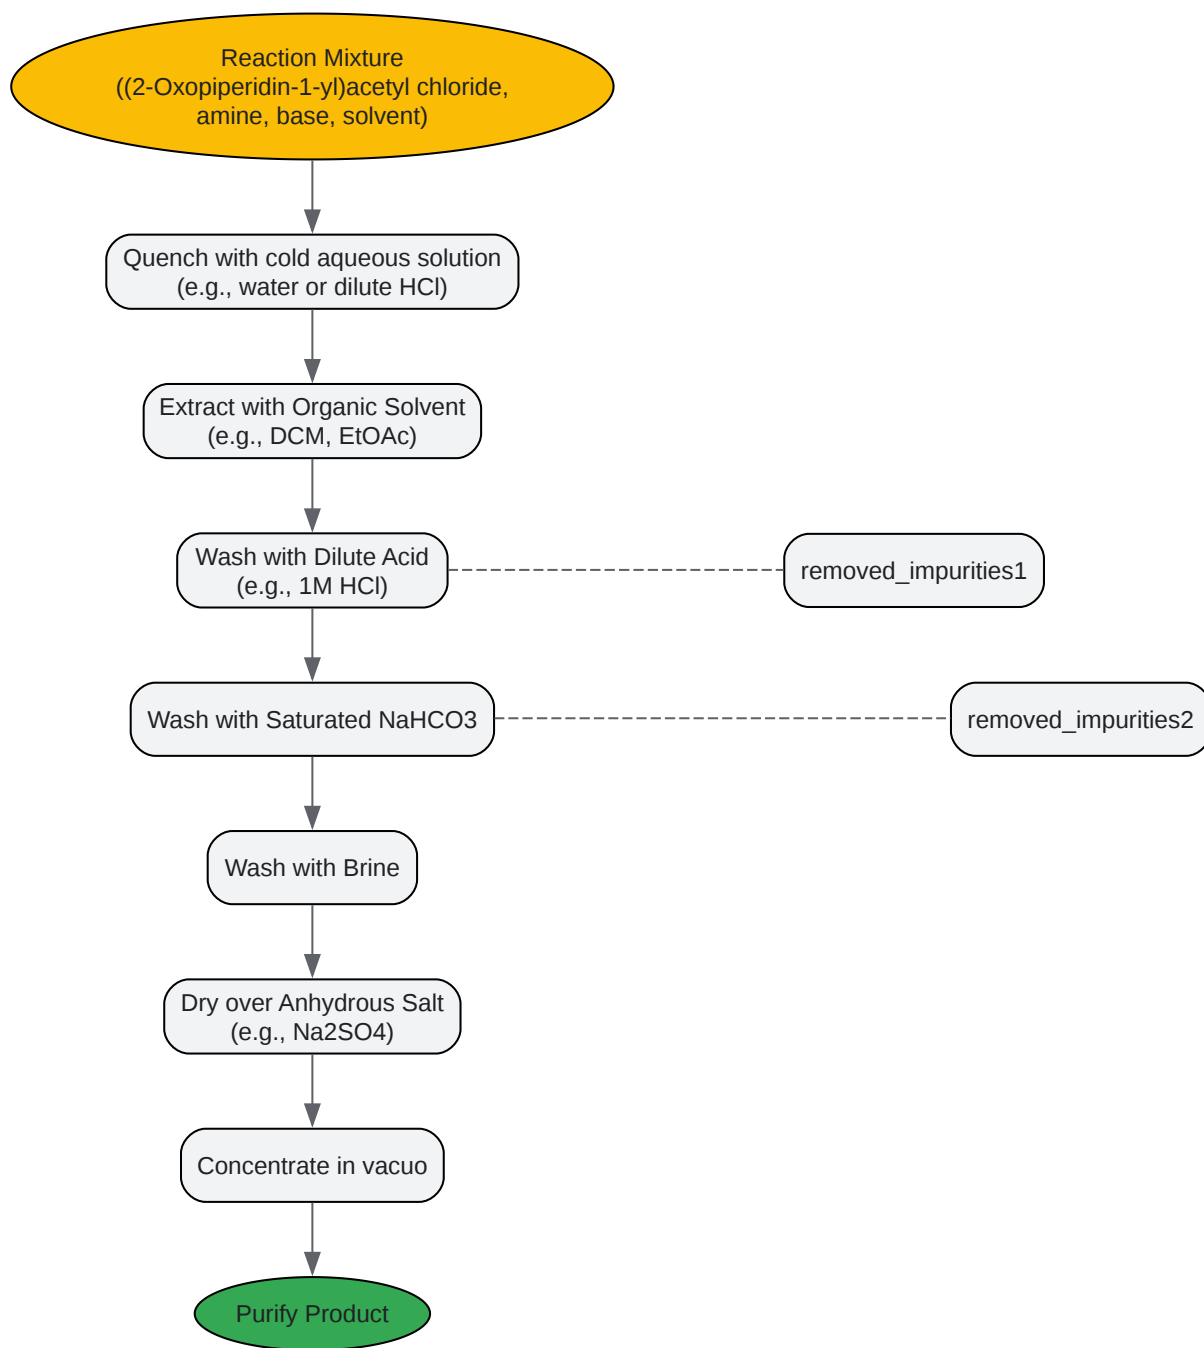 Reaction Mixture
((2-Oxopiperidin-1-yl)acetyl chloride,
amine, base, solvent)
Quench with cold aqueous solution
(e.g., water or dilute HCl)
Extract with Organic Solvent
(e.g., DCM, EtOAc)
Wash with Dilute Acid
(e.g., 1M HCl)
removed_impurities1
Wash with Saturated NaHCO3
removed_impurities2
Wash with Brine
Dry over Anhydrous Salt
(e.g., Na2SO4)
Concentrate in vacuo
Purify Product